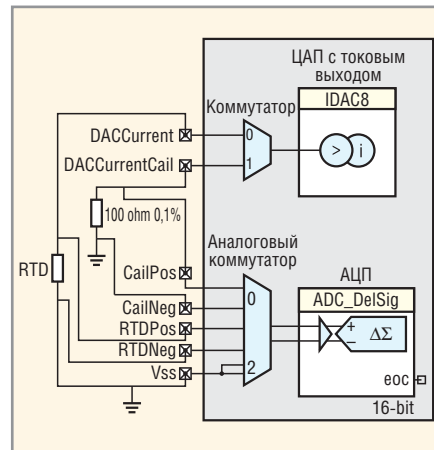 ЦАП с токовым
выходом
Коммутатор
IDAC8
DACCurrent
0
> i
DACCurrentCail
1
100 ohm 0,1%
Аналоговый
коммутатор
RTD
CailPos
АЦП
0
ADC_DelSig
CailNeg
RTDPos
+
ΔΣ
–
RTDNeg
Vss
2
eoc
16-bit